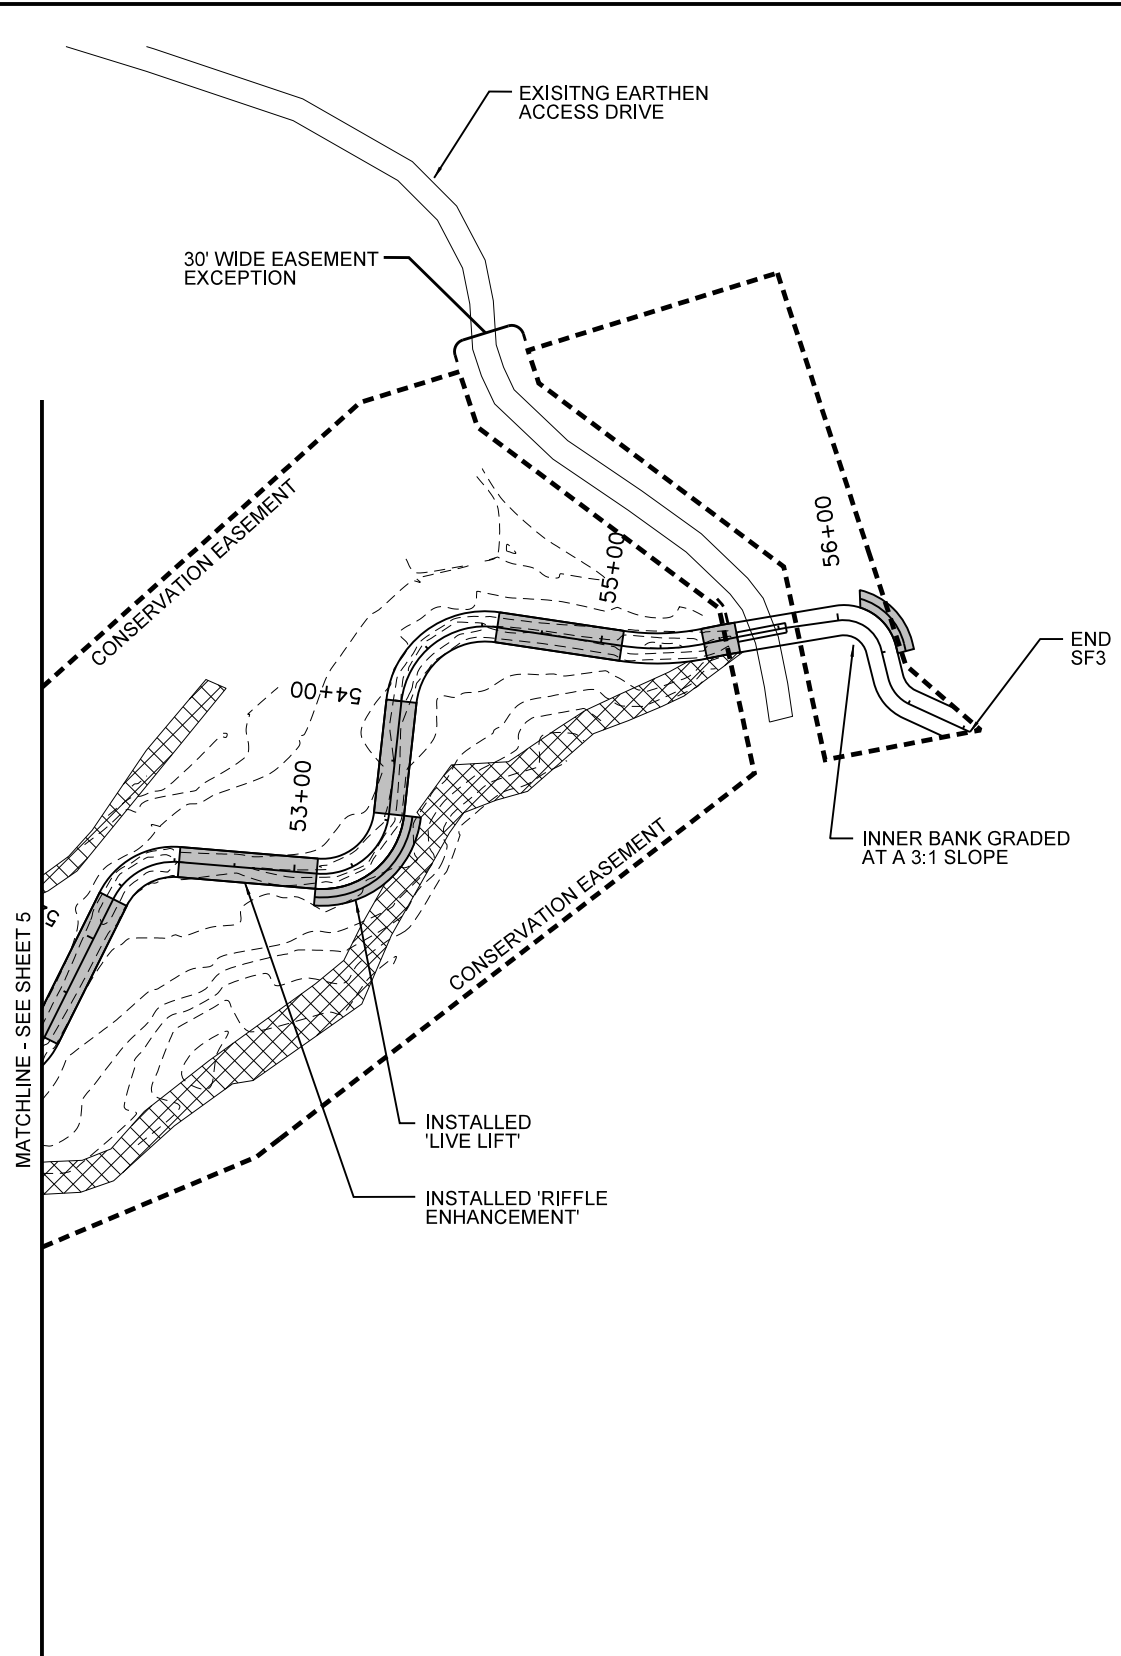 EXISITNG EARTHEN
ACCESS DRIVE
30' WIDE EASEMENT
EXCEPTION
CONSERVATION EASEMENT
56+00
55+00
54+00
53+00
END
SF3
INNER BANK GRADED
AT A 3:1 SLOPE
CONSERVATION EASEMENT
MATCHLINE - SEE SHEET 5
INSTALLED
'LIVE LIFT'
INSTALLED 'RIFFLE
ENHANCEMENT'